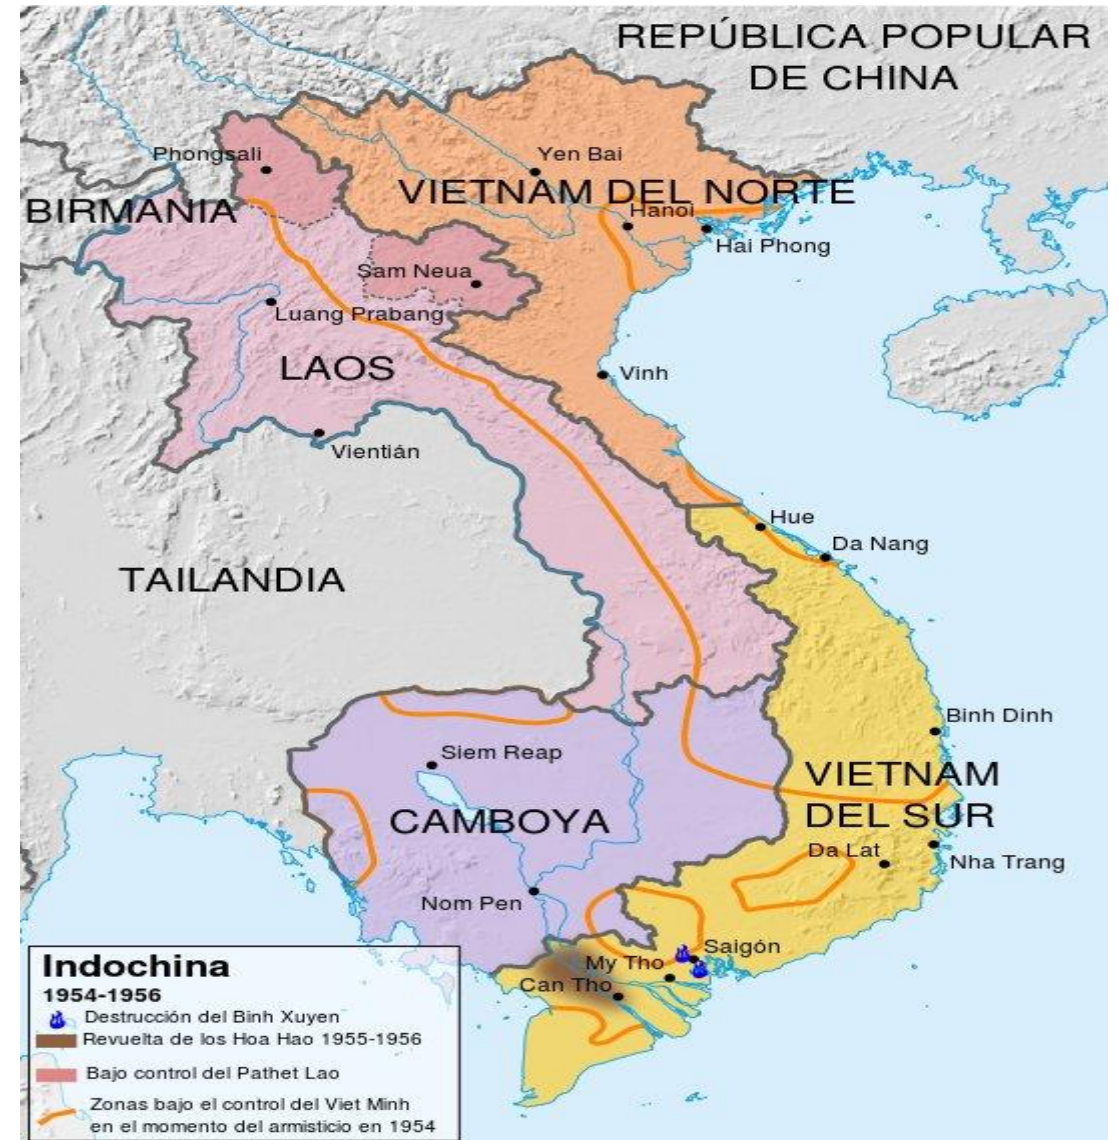 REPÚBLICA POPULAR
DE CHINA
Phongsali
Yen Bai
BIRMANIA
VIETNAM DEL NORTE
Hanoi
Hai Phong
Sam Neua
Luang Prabang
LAOS
Vinh
Vientián
Hue
Da Nang
TAILANDIA
Binh Dinh
Siem Reap
VIETNAM
DEL SUR
CAMBOYA
Da Lat
Nha Trang
Nom Pen
Saigón
My Tho
Can Tho
Indochina
1954-1956
Destrucción del Binh Xuyen
Revuelta de los Hoa Hao 1955-1956
Bajo control del Pathet Lao
Zonas bajo el control del Viet Minh
en el momento del armisticio en 1954